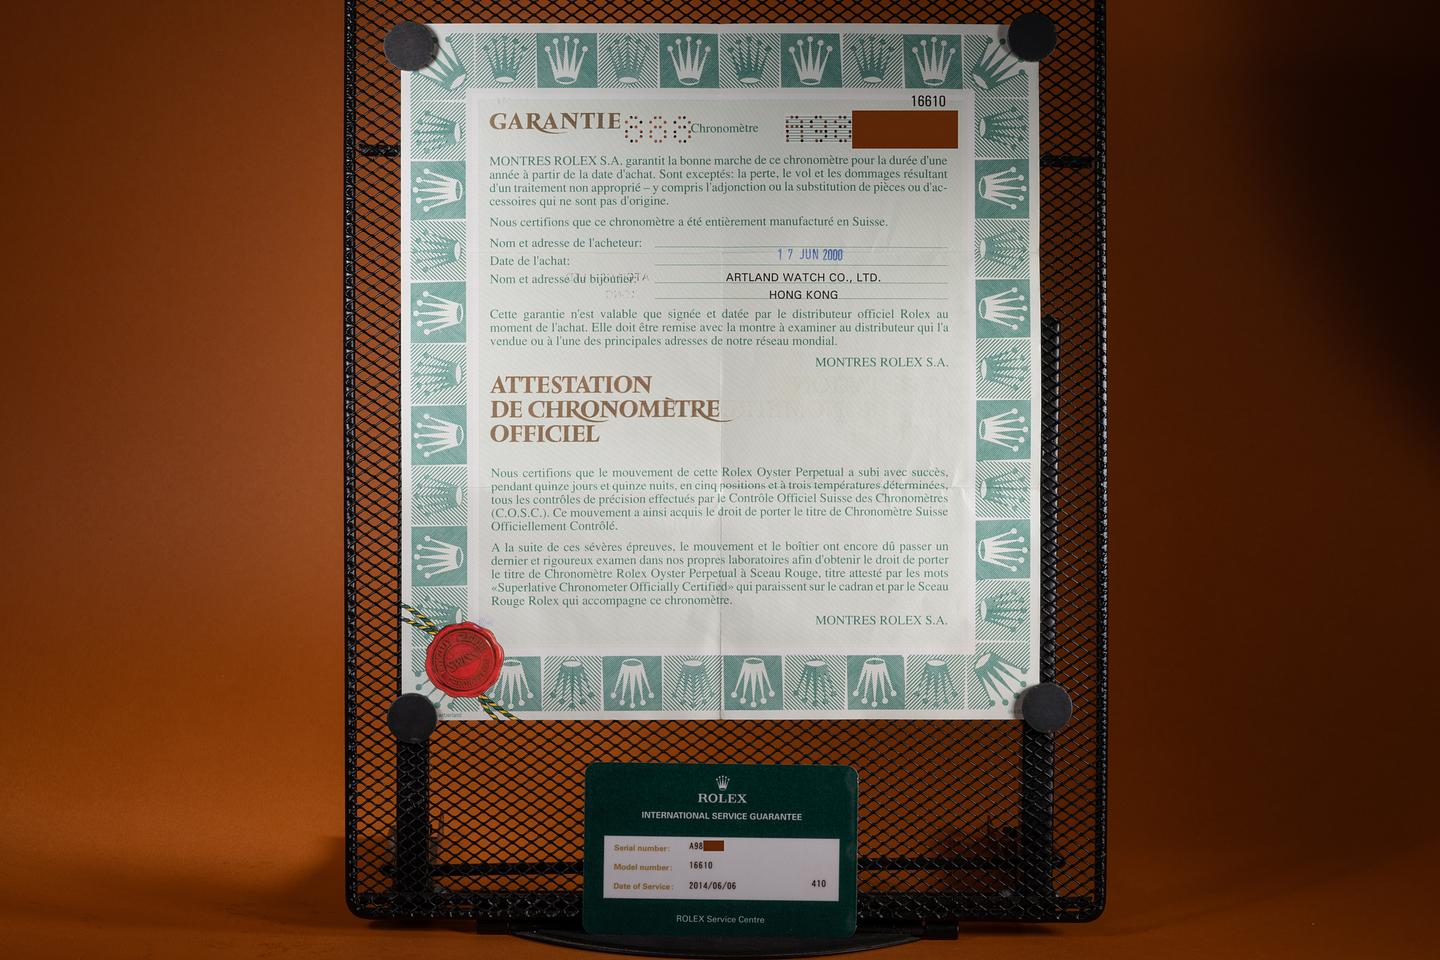 16610
GARANTIE 888 Chronomètre A98
MONTRES ROLEX S.A. garantit la bonne marche de ce chronomètre pour la durée d'une
année à partir de la date d'achat. Sont exceptés: la perte, le vol et les dommages résultant
d'un traitement non approprié – y compris l'adjonction ou la substitution de pièces ou d'ac-
cessoires qui ne sont pas d'origine.
Nous certifions que ce chronomètre a été entièrement manufacturé en Suisse.
Nom et adresse de l'acheteur:
Date de l'achat: 17 JUN 2000
Nom et adresse du bijoutier: ARTLAND WATCH CO., LTD.
HONG KONG
Cette garantie n'est valable que signée et datée par le distributeur officiel Rolex au
moment de l'achat. Elle doit être remise avec la montre à examiner au distributeur qui l'a
vendue ou à l'une des principales adresses de notre réseau mondial.
MONTRES ROLEX S.A.
ATTESTATION
DE CHRONOMÈTRE
OFFICIEL
Nous certifions que le mouvement de cette Rolex Oyster Perpetual a subi avec succès,
pendant quinze jours et quinze nuits, en cinq positions et à trois températures déterminées,
tous les contrôles de précision effectués par le Contrôle Officiel Suisse des Chronomètres
(C.O.S.C.). Ce mouvement a ainsi acquis le droit de porter le titre de Chronomètre Suisse
Officiellement Contrôlé.
A la suite de ces sévères épreuves, le mouvement et le boîtier ont encore dû passer un
dernier et rigoureux examen dans nos propres laboratoires afin d'obtenir le droit de porter
le titre de Chronomètre Rolex Oyster Perpetual à Sceau Rouge, titre attesté par les mots
«Superlative Chronometer Officially Certified» qui paraissent sur le cadran et par le Sceau
Rouge Rolex qui accompagne ce chronomètre.
MONTRES ROLEX S.A.
ROLEX
INTERNATIONAL SERVICE GUARANTEE
Serial number: A98
Model number: 16610
Date of Service: 2014/06/06 410
ROLEX Service Centre